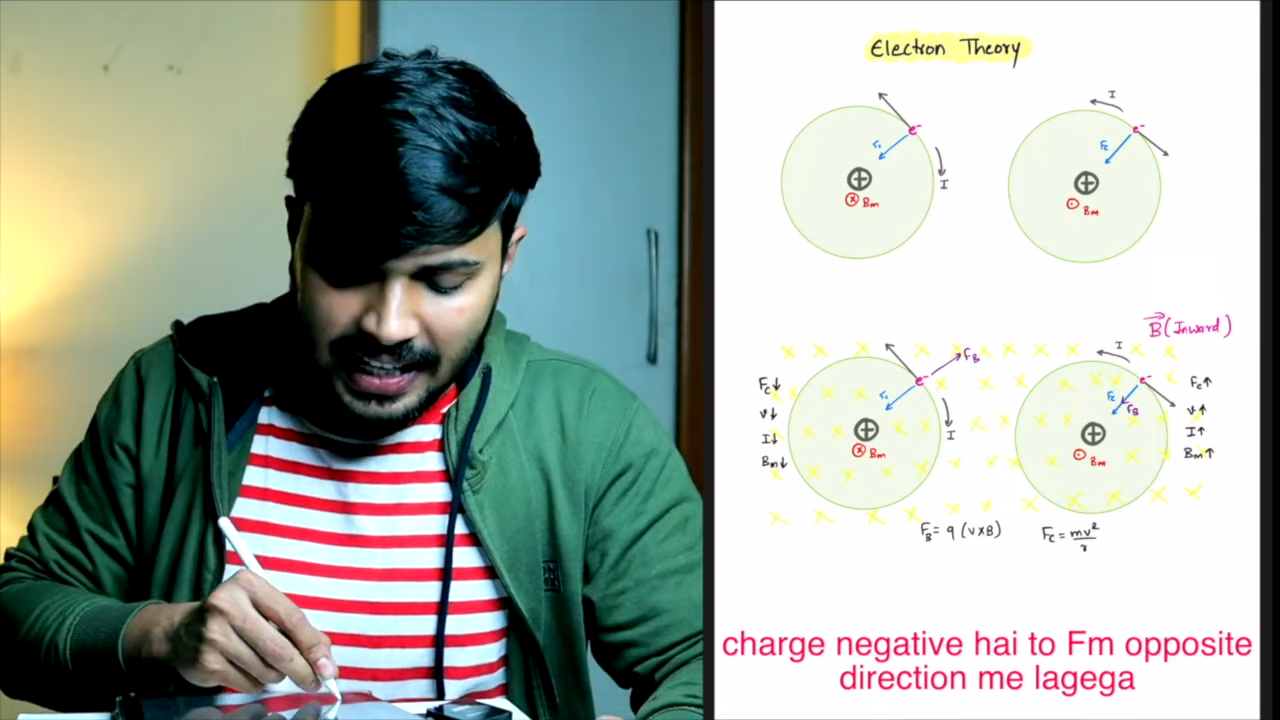 Electron Theory
I
e⁻
e⁻
Fc
Fc
I
Bm
Bm
B⃗ (Inward)
I
FB
e⁻
e⁻
Fc↓
Fc↑
Fc
Fc
FB
v↓
v↑
I↓
I
I↑
Bm↓
Bm
Bm
Bm↑
FB = q (v×B)
Fc = mv²/r
charge negative hai to Fm opposite
direction me lagega